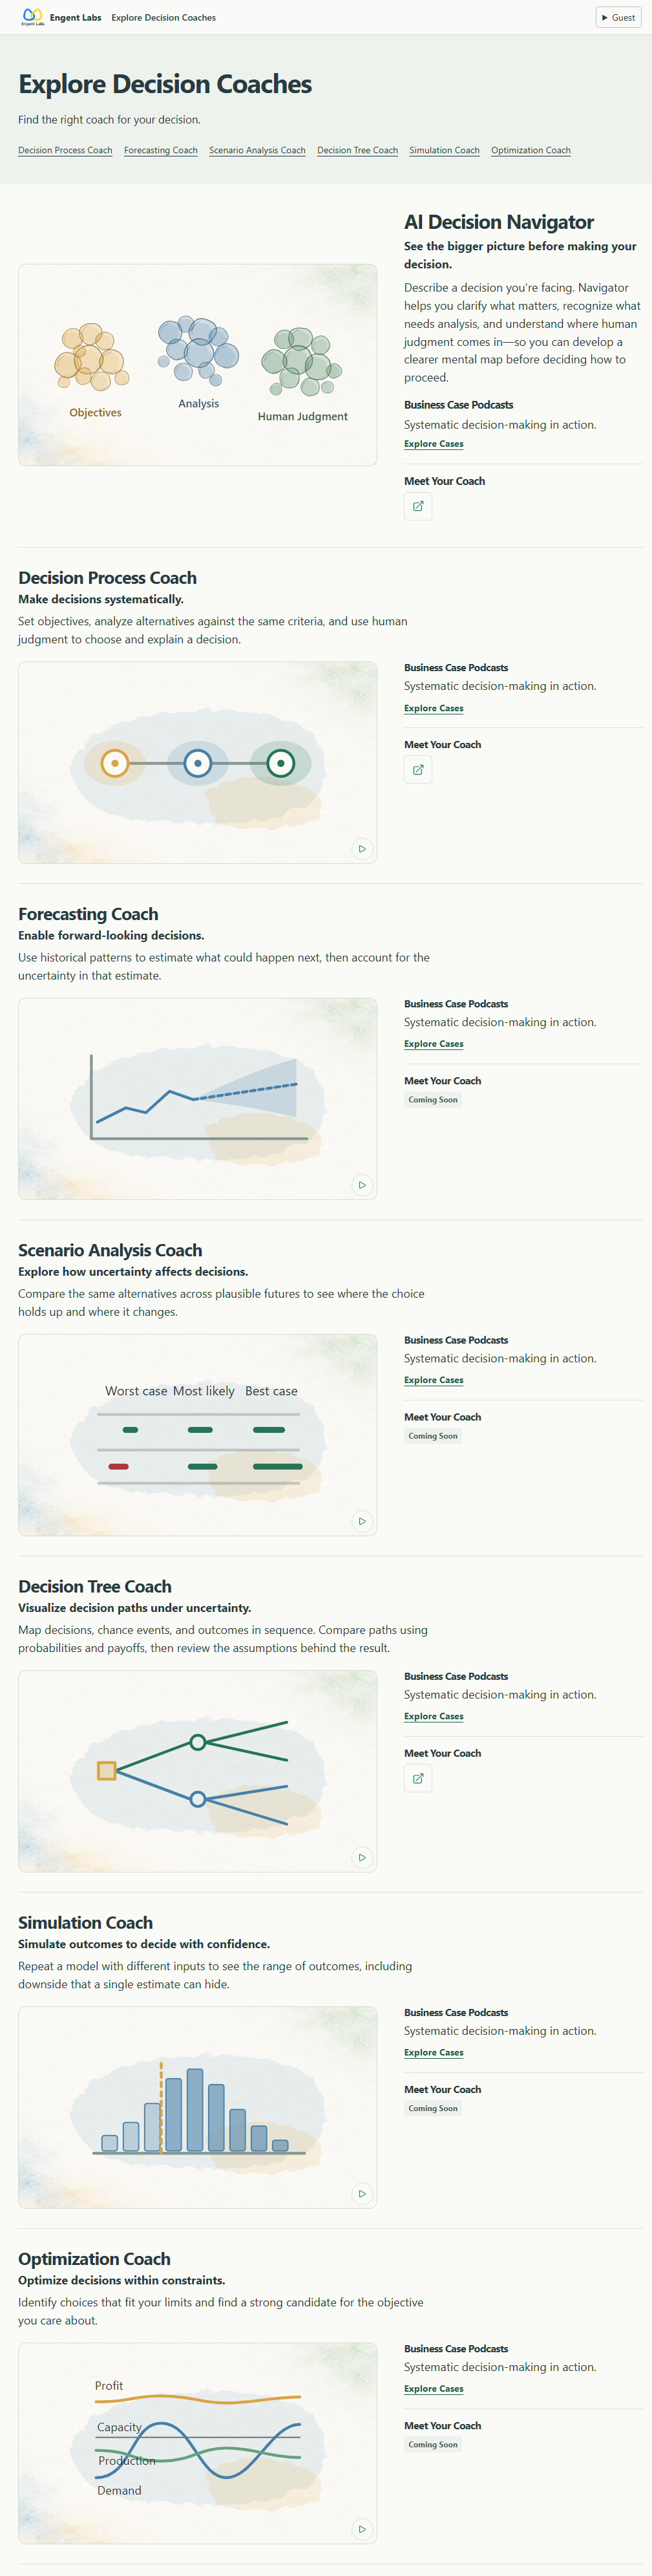 Engent Labs
Engent Labs Explore Decision Coaches
Guest
Explore Decision Coaches
Find the right coach for your decision.
Decision Process Coach Forecasting Coach Scenario Analysis Coach Decision Tree Coach Simulation Coach Optimization Coach
AI Decision Navigator
See the bigger picture before making your
decision.
Describe a decision you're facing. Navigator
helps you clarify what matters, recognize what
needs analysis, and understand where human
judgment comes in—so you can develop a
clearer mental map before deciding how to
proceed.
Objectives
Analysis
Human Judgment
Business Case Podcasts
Systematic decision-making in action.
Explore Cases
Meet Your Coach
Decision Process Coach
Make decisions systematically.
Set objectives, analyze alternatives against the same criteria, and use human
judgment to choose and explain a decision.
Business Case Podcasts
Systematic decision-making in action.
Explore Cases
Meet Your Coach
Forecasting Coach
Enable forward-looking decisions.
Use historical patterns to estimate what could happen next, then account for the
uncertainty in that estimate.
Business Case Podcasts
Systematic decision-making in action.
Explore Cases
Meet Your Coach
Coming Soon
Scenario Analysis Coach
Explore how uncertainty affects decisions.
Compare the same alternatives across plausible futures to see where the choice
holds up and where it changes.
Worst case Most likely Best case
Business Case Podcasts
Systematic decision-making in action.
Explore Cases
Meet Your Coach
Coming Soon
Decision Tree Coach
Visualize decision paths under uncertainty.
Map decisions, chance events, and outcomes in sequence. Compare paths using
probabilities and payoffs, then review the assumptions behind the result.
Business Case Podcasts
Systematic decision-making in action.
Explore Cases
Meet Your Coach
Simulation Coach
Simulate outcomes to decide with confidence.
Repeat a model with different inputs to see the range of outcomes, including
downside that a single estimate can hide.
Business Case Podcasts
Systematic decision-making in action.
Explore Cases
Meet Your Coach
Coming Soon
Optimization Coach
Optimize decisions within constraints.
Identify choices that fit your limits and find a strong candidate for the objective
you care about.
Profit
Capacity
Production
Demand
Business Case Podcasts
Systematic decision-making in action.
Explore Cases
Meet Your Coach
Coming Soon